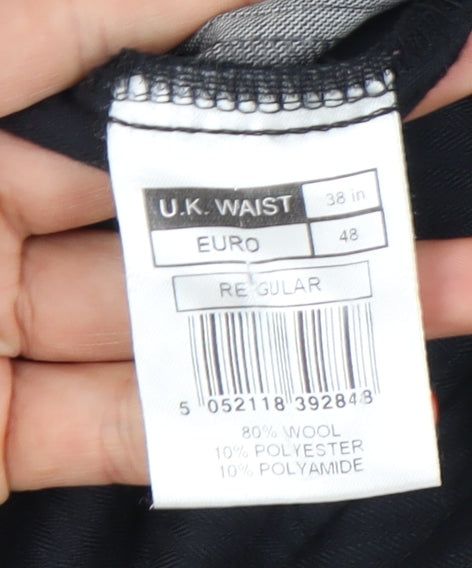 U.K. WAIST 38 in
EURO 48
REGULAR
5 052118 392848
80% WOOL
10% POLYESTER
10% POLYAMIDE